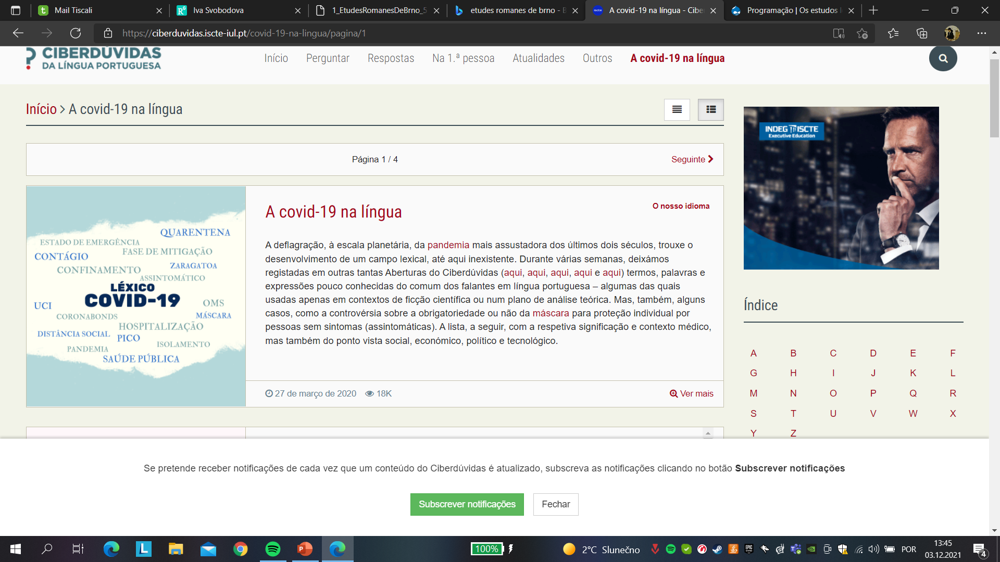 Mail Tiscali
Iva Svobodova
1_EtudesRomanesDeBrno_5
etudes romanes de brno - B
A covid-19 na língua - Cibe
Programação | Os estudos l
https://ciberduvidas.iscte-iul.pt/covid-19-na-lingua/pagina/1
CIBERDÚVIDAS
DA LÍNGUA PORTUGUESA
Início
Perguntar
Respostas
Na 1.ª pessoa
Atualidades
Outros
A covid-19 na língua
Início > A covid-19 na língua
Página 1 / 4
Seguinte
QUARENTENA
ESTADO DE EMERGÊNCIA
FASE DE MITIGAÇÃO
CONTÁGIO
ZARAGATOA
CONFINAMENTO
ASSINTOMÁTICO
LÉXICO
COVID-19
UCI
OMS
CORONABONDS
MÁSCARA
HOSPITALIZAÇÃO
DISTÂNCIA SOCIAL
PICO
ISOLAMENTO
PANDEMIA
SAÚDE PÚBLICA
A covid-19 na língua
O nosso idioma
A deflagração, à escala planetária, da pandemia mais assustadora dos últimos dois séculos, trouxe o
desenvolvimento de um campo lexical, até aqui inexistente. Durante várias semanas, deixámos
registadas em outras tantas Aberturas do Ciberdúvidas (aqui, aqui, aqui, aqui e aqui) termos, palavras e
expressões pouco conhecidas do comum dos falantes em língua portuguesa – algumas das quais
usadas apenas em contextos de ficção científica ou num plano de análise teórica. Mas, também, alguns
casos, como a controvérsia sobre a obrigatoriedade ou não da máscara para proteção individual por
pessoas sem sintomas (assintomáticas). A lista, a seguir, com a respetiva significação e contexto médico,
mas também do ponto vista social, económico, político e tecnológico.
27 de março de 2020
18K
Ver mais
INDEG ISCTE
Executive Education
Índice
A B C D E F
G H I J K L
M N O P Q R
S T U V W X
Y Z
Se pretende receber notificações de cada vez que um conteúdo do Ciberdúvidas é atualizado, subscreva as notificações clicando no botão Subscrever notificações
Subscrever notificações
Fechar
100%
2°C Slunečno
POR
13:45
03.12.2021
4